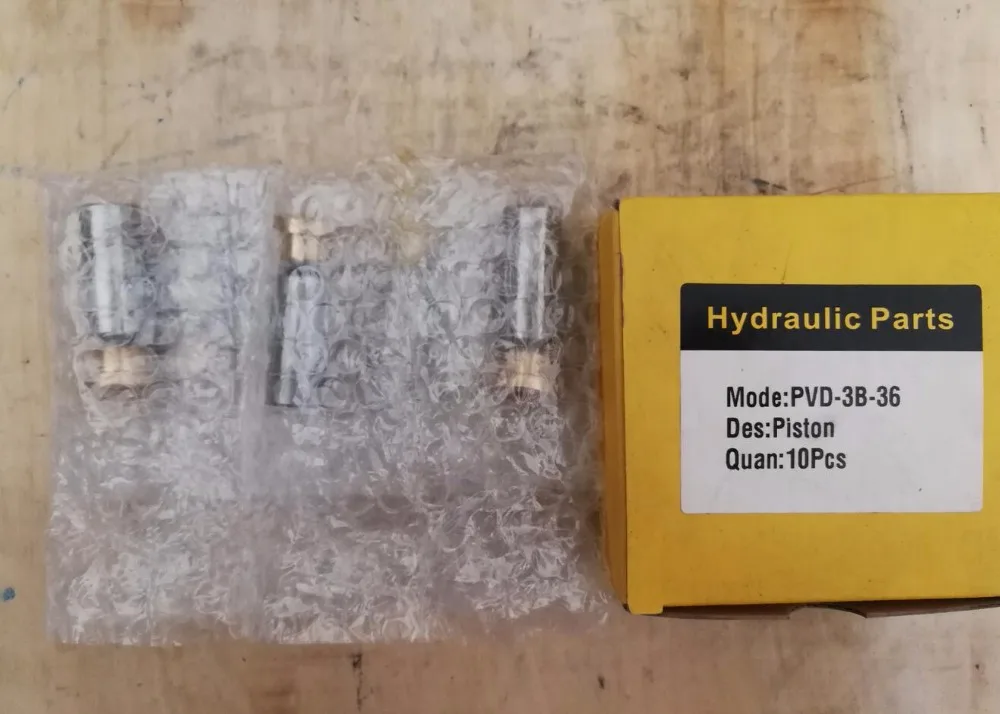 Hydraulic Parts
Mode:PVD-3B-36
Des:Piston
Quan:10Pcs